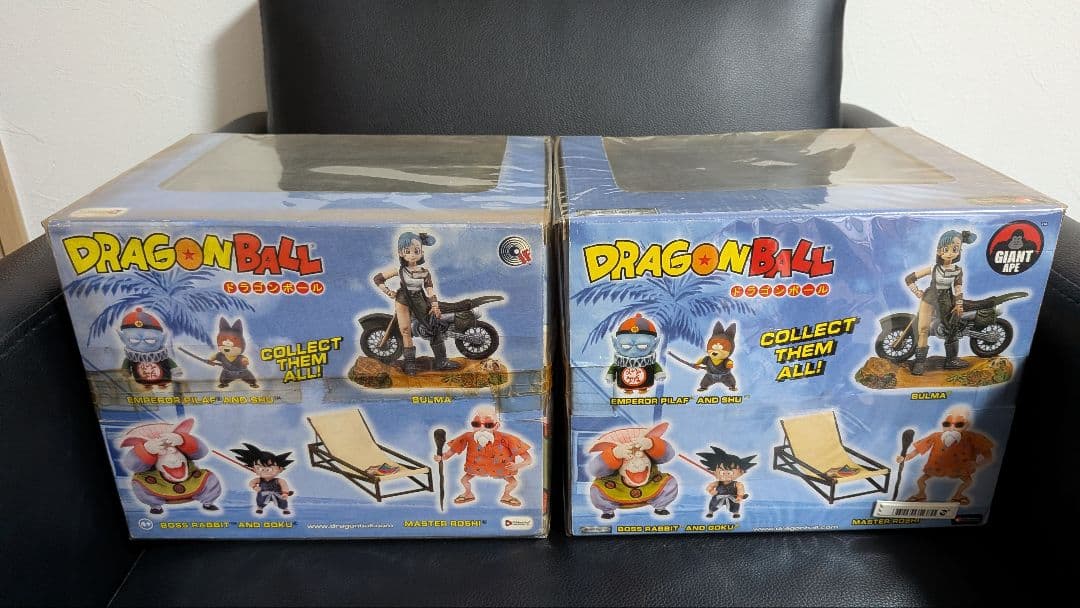 DRAGON BALL
ドラゴンボール
IF
COLLECT
THEM
ALL!
EMPEROR PILAF AND SHU
BULMA
4+
BOSS RABBIT AND GOKU
www.dragonball.com
MASTER ROSHI
DRAGON BALL
ドラゴンボール
GIANT
APE
COLLECT
THEM
ALL!
EMPEROR PILAF AND SHU
BULMA
BOSS RABBIT AND GOKU
www.dragonball.com
MASTER ROSHI